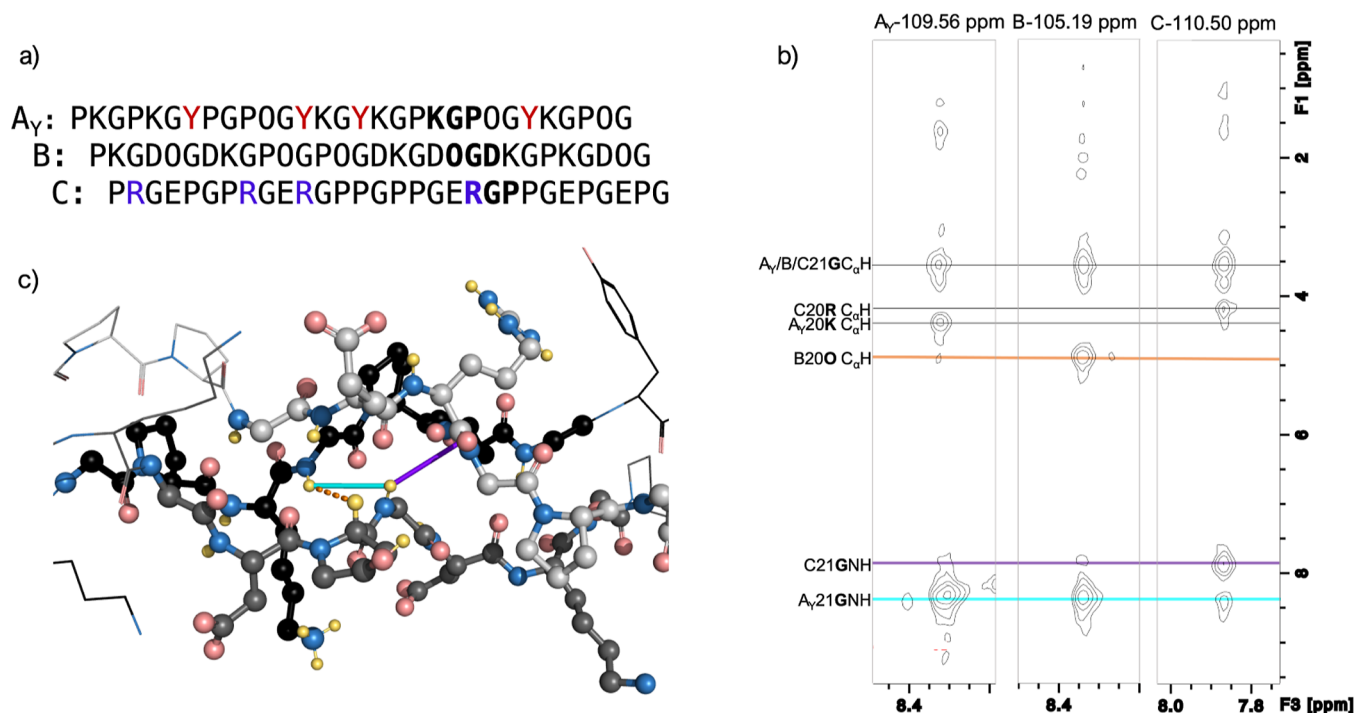 a)
A_Y: PKGPKGYPGPOGYKGYKGPKGPOGYKGPOG
B: PKGDOGDKGPOGPOGDKGDOGDKGPKGDOG
C: PRGEPGPRGERGPPGPPGERGPPGEPGEPG
b)
A_Y-109.56 ppm B-105.19 ppm C-110.50 ppm
F1 [ppm]
2
A_Y/B/C21GC_αH
4
C20R C_αH
A_Y20K C_αH
B20O C_αH
6
C21GNH
8
A_Y21GNH
8.4 8.4 8.0 7.8 F3 [ppm]
c)